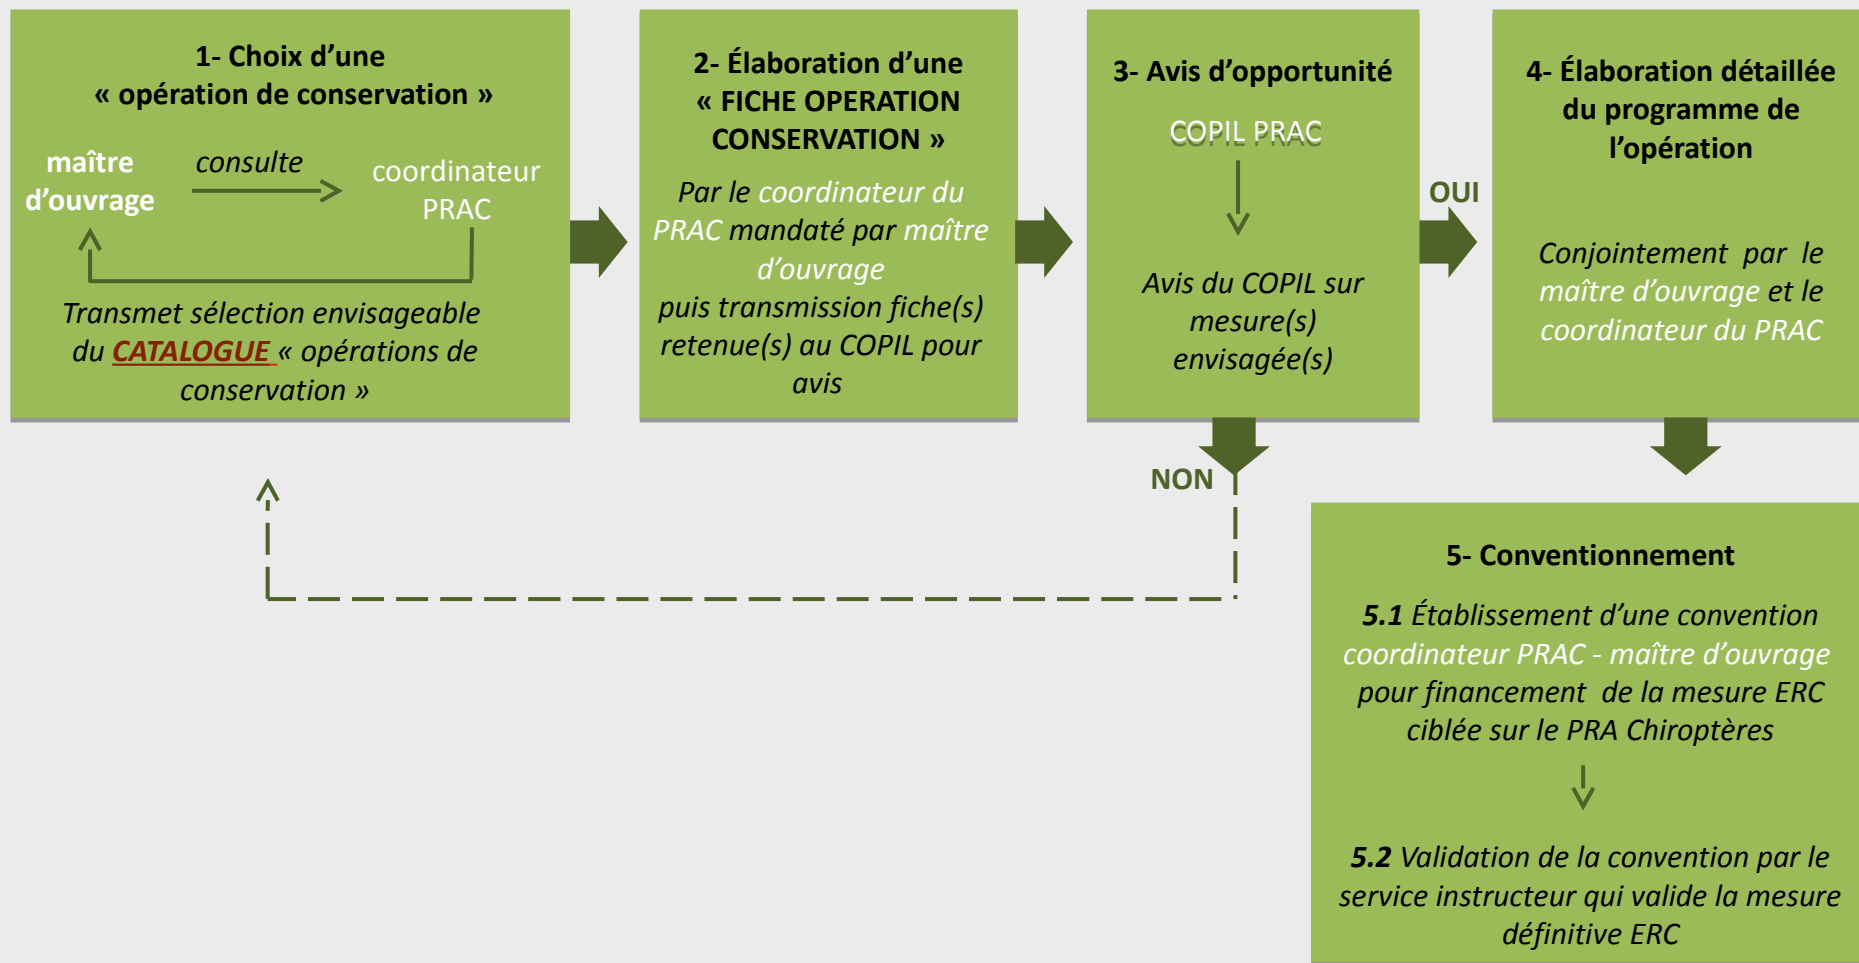 1- Choix d’une
« opération de conservation »
maître
d’ouvrage
consulte
coordinateur
PRAC
Transmet sélection envisageable
du CATALOGUE « opérations de
conservation »
2- Élaboration d’une
« FICHE OPERATION
CONSERVATION »
Par le coordinateur du
PRAC mandaté par maître
d’ouvrage
puis transmission fiche(s)
retenue(s) au COPIL pour
avis
3- Avis d’opportunité
COPIL PRAC
Avis du COPIL sur
mesure(s)
envisagée(s)
OUI
NON
4- Élaboration détaillée
du programme de
l’opération
Conjointement par le
maître d’ouvrage et le
coordinateur du PRAC
5- Conventionnement
5.1 Établissement d’une convention
coordinateur PRAC - maître d’ouvrage
pour financement de la mesure ERC
ciblée sur le PRA Chiroptères
5.2 Validation de la convention par le
service instructeur qui valide la mesure
définitive ERC